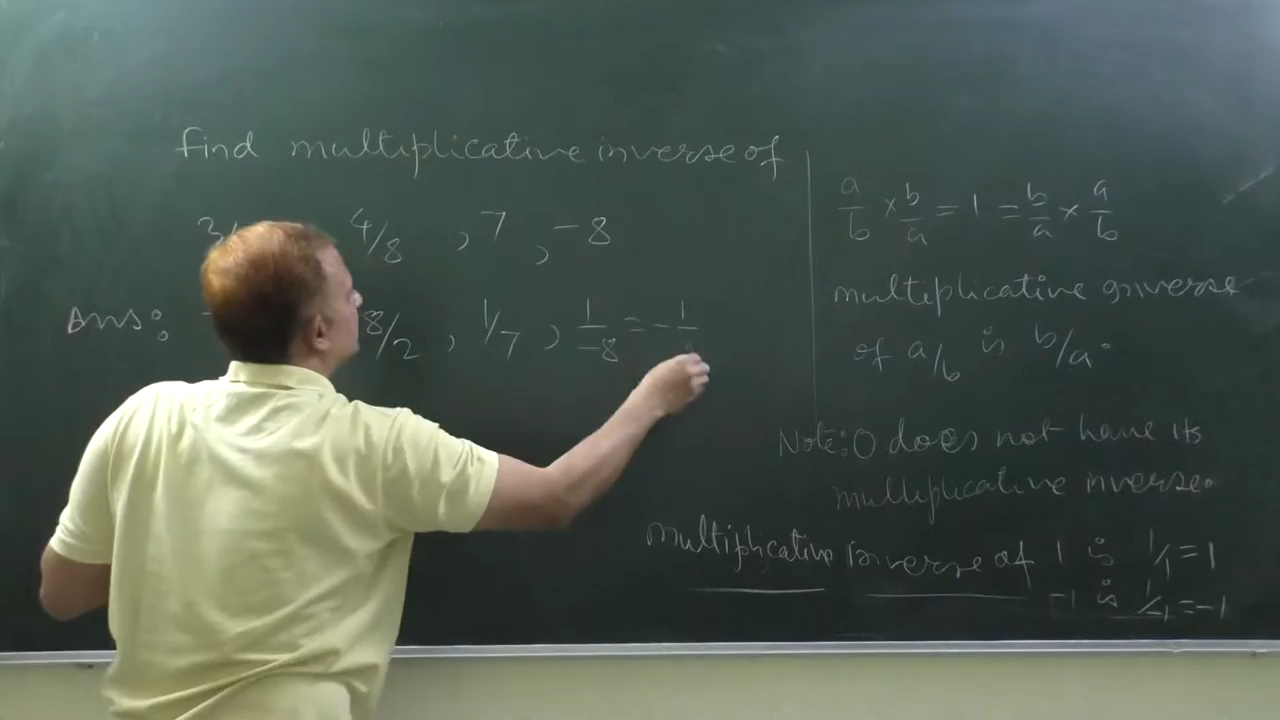 Find multiplicative inverse of
3/ 4/8 , 7 , -8
Ans: 8/2 , 1/7 , 1/-8 = -1/
a/b × b/a = 1 = b/a × a/b
multiplicative inverse
of a/b is b/a.
Note: 0 does not have its
multiplicative inverse.
multiplicative inverse of 1 is 1/1 = 1
-1 is 1/-1 = -1